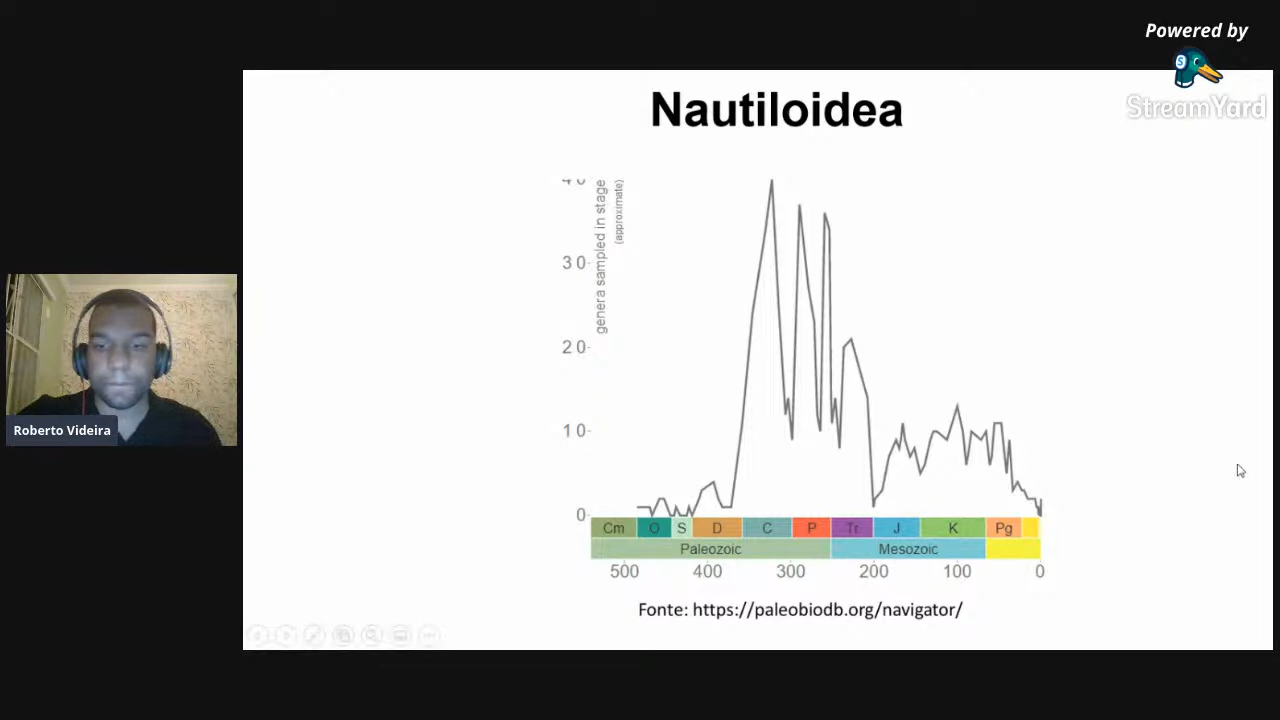 Powered by
StreamYard
Nautiloidea
genera sampled in stage
(approximate)
30
20
10
0
Cm O S D C P Tr J K Pg
Paleozoic Mesozoic
500 400 300 200 100 0
Fonte: https://paleobiodb.org/navigator/
Roberto Videira